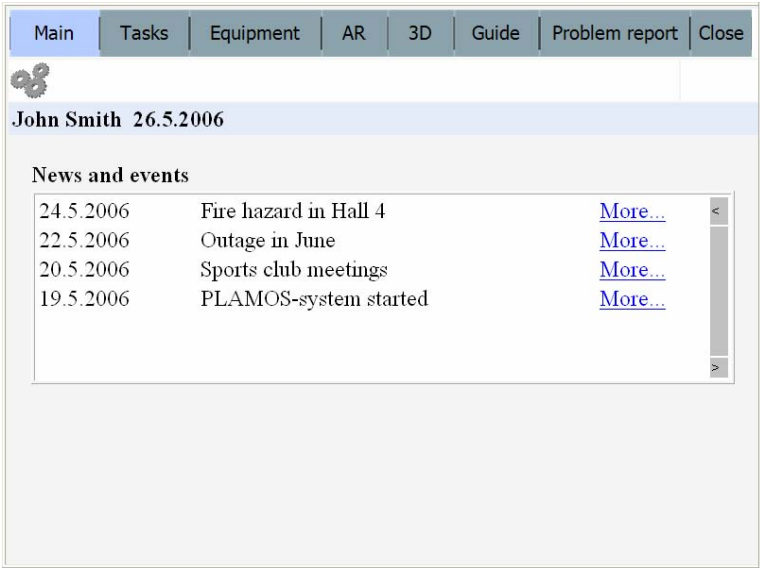 Main Tasks Equipment AR 3D Guide Problem report Close
John Smith 26.5.2006
News and events
24.5.2006 Fire hazard in Hall 4 More...
22.5.2006 Outage in June More...
20.5.2006 Sports club meetings More...
19.5.2006 PLAMOS-system started More...
<
>